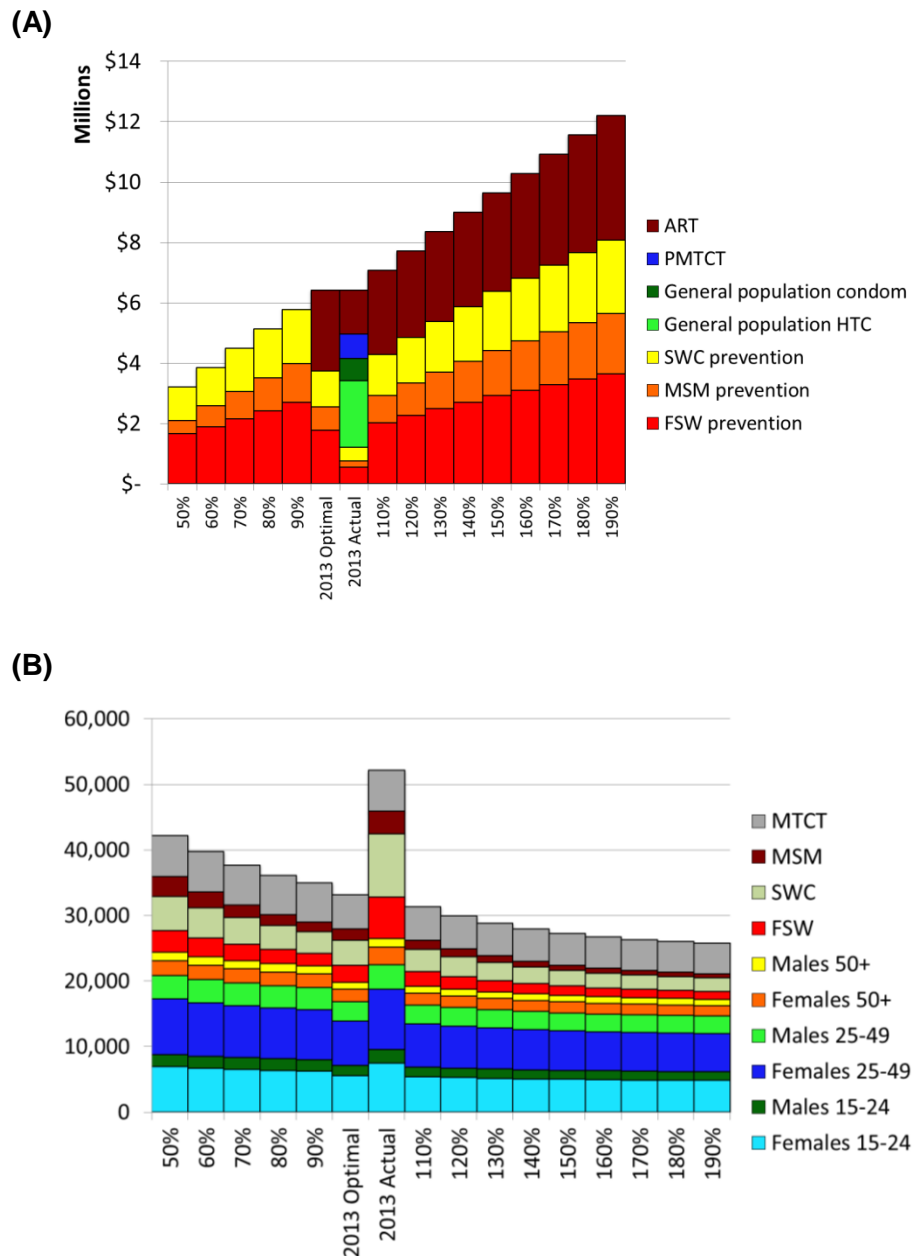 (A)
Millions
$14
$12
$10
$8
$6
$4
$2
$-
50%
60%
70%
80%
90%
2013 Optimal
2013 Actual
110%
120%
130%
140%
150%
160%
170%
180%
190%
ART
PMTCT
General population condom
General population HTC
SWC prevention
MSM prevention
FSW prevention
(B)
60,000
50,000
40,000
30,000
20,000
10,000
0
50%
60%
70%
80%
90%
2013 Optimal
2013 Actual
110%
120%
130%
140%
150%
160%
170%
180%
190%
MTCT
MSM
SWC
FSW
Males 50+
Females 50+
Males 25-49
Females 25-49
Males 15-24
Females 15-24